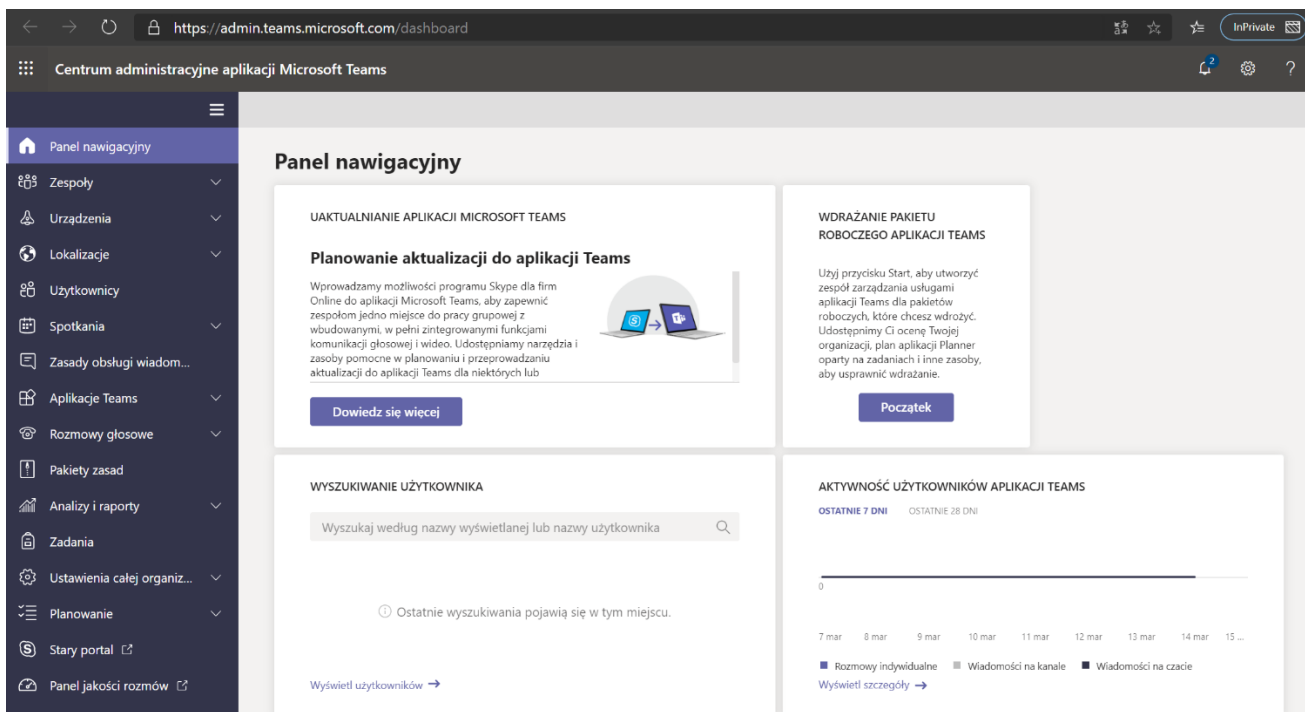 https://admin.teams.microsoft.com/dashboard
InPrivate
Centrum administracyjne aplikacji Microsoft Teams
2
?
Panel nawigacyjny
Zespoły
Urządzenia
Lokalizacje
Użytkownicy
Spotkania
Zasady obsługi wiadom...
Aplikacje Teams
Rozmowy głosowe
Pakiety zasad
Analizy i raporty
Zadania
Ustawienia całej organiz...
Planowanie
Stary portal
Panel jakości rozmów
Panel nawigacyjny
UAKTUALNIANIE APLIKACJI MICROSOFT TEAMS
Planowanie aktualizacji do aplikacji Teams
Wprowadzamy możliwości programu Skype dla firm
Online do aplikacji Microsoft Teams, aby zapewnić
zespołom jedno miejsce do pracy grupowej z
wbudowanymi, w pełni zintegrowanymi funkcjami
komunikacji głosowej i wideo. Udostępniamy narzędzia i
zasoby pomocne w planowaniu i przeprowadzaniu
aktualizacji do aplikacji Teams dla niektórych lub
Dowiedz się więcej
WDRAŻANIE PAKIETU
ROBOCZEGO APLIKACJI TEAMS
Użyj przycisku Start, aby utworzyć
zespół zarządzania usługami
aplikacji Teams dla pakietów
roboczych, które chcesz wdrożyć.
Udostępnimy Ci ocenę Twojej
organizacji, plan aplikacji Planner
oparty na zadaniach i inne zasoby,
aby usprawnić wdrażanie.
Początek
WYSZUKIWANIE UŻYTKOWNIKA
Wyszukaj według nazwy wyświetlanej lub nazwy użytkownika
Ostatnie wyszukiwania pojawią się w tym miejscu.
Wyświetl użytkowników →
AKTYWNOŚĆ UŻYTKOWNIKÓW APLIKACJI TEAMS
OSTATNIE 7 DNI OSTATNIE 28 DNI
0
7 mar 8 mar 9 mar 10 mar 11 mar 12 mar 13 mar 14 mar 15 ...
Rozmowy indywidualne Wiadomości na kanale Wiadomości na czacie
Wyświetl szczegóły →